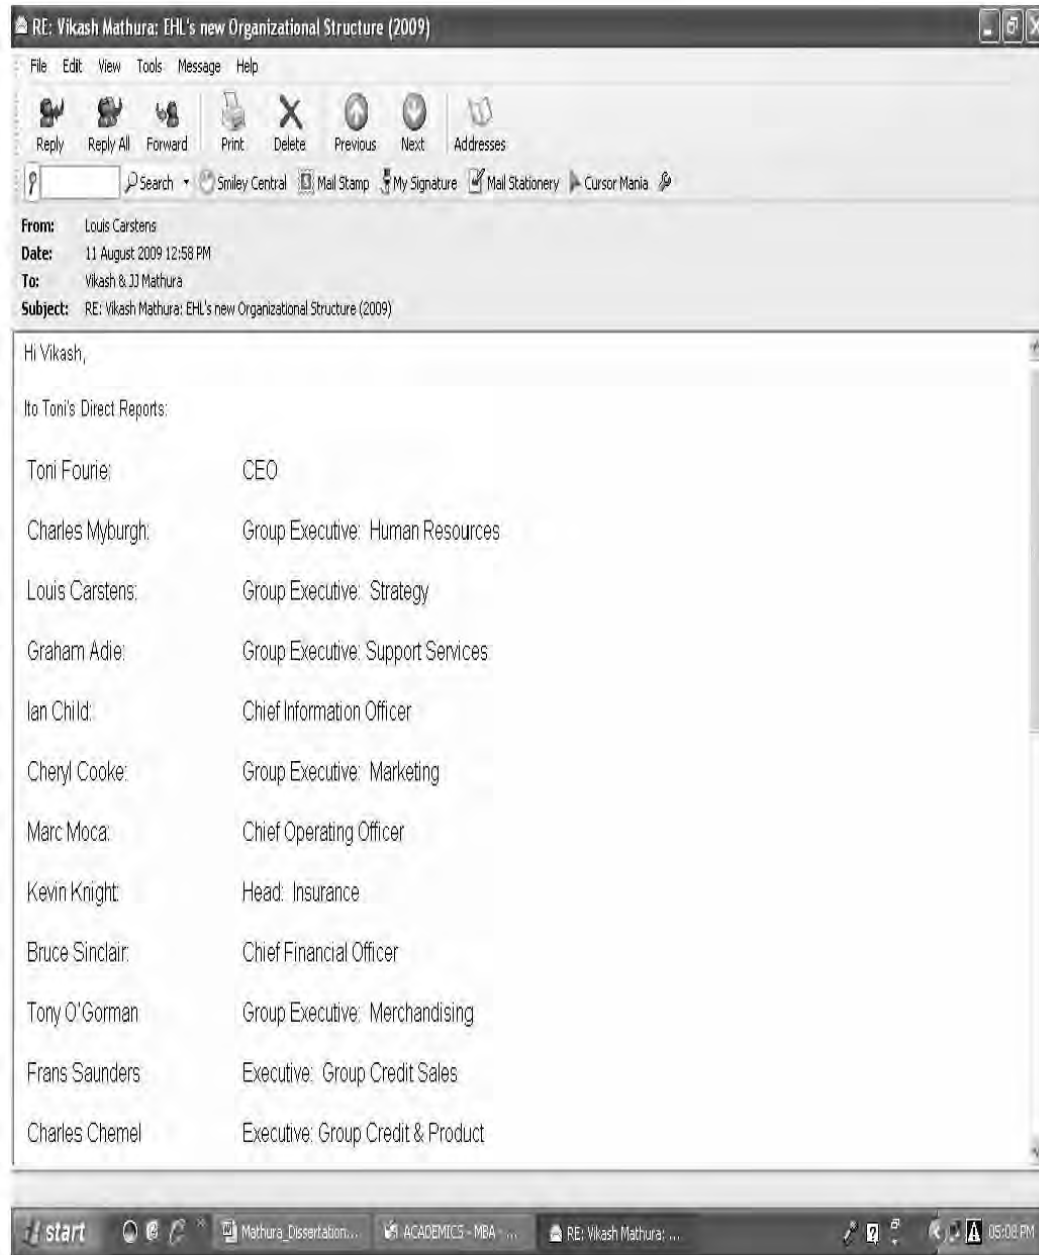 RE: Vikash Mathura: EHL's new Organizational Structure (2009)
File Edit View Tools Message Help
Reply Reply All Forward Print Delete Previous Next Addresses
Search Smiley Central Mail Stamp My Signature Mail Stationery Cursor Mania
From: Louis Carstens
Date: 11 August 2009 12:58 PM
To: Vikash & JJ Mathura
Subject: RE: Vikash Mathura: EHL's new Organizational Structure (2009)
Hi Vikash,
Ito Toni's Direct Reports:
Toni Fourie: CEO
Charles Myburgh: Group Executive: Human Resources
Louis Carstens: Group Executive: Strategy
Graham Adie: Group Executive: Support Services
Ian Child: Chief Information Officer
Cheryl Cooke: Group Executive: Marketing
Marc Moca: Chief Operating Officer
Kevin Knight: Head: Insurance
Bruce Sinclair: Chief Financial Officer
Tony O'Gorman Group Executive: Merchandising
Frans Saunders Executive: Group Credit Sales
Charles Chemel Executive: Group Credit & Product
start Mathura_Dissertation... ACADEMICS - MBA - ... RE: Vikash Mathura: ... 05:08 PM